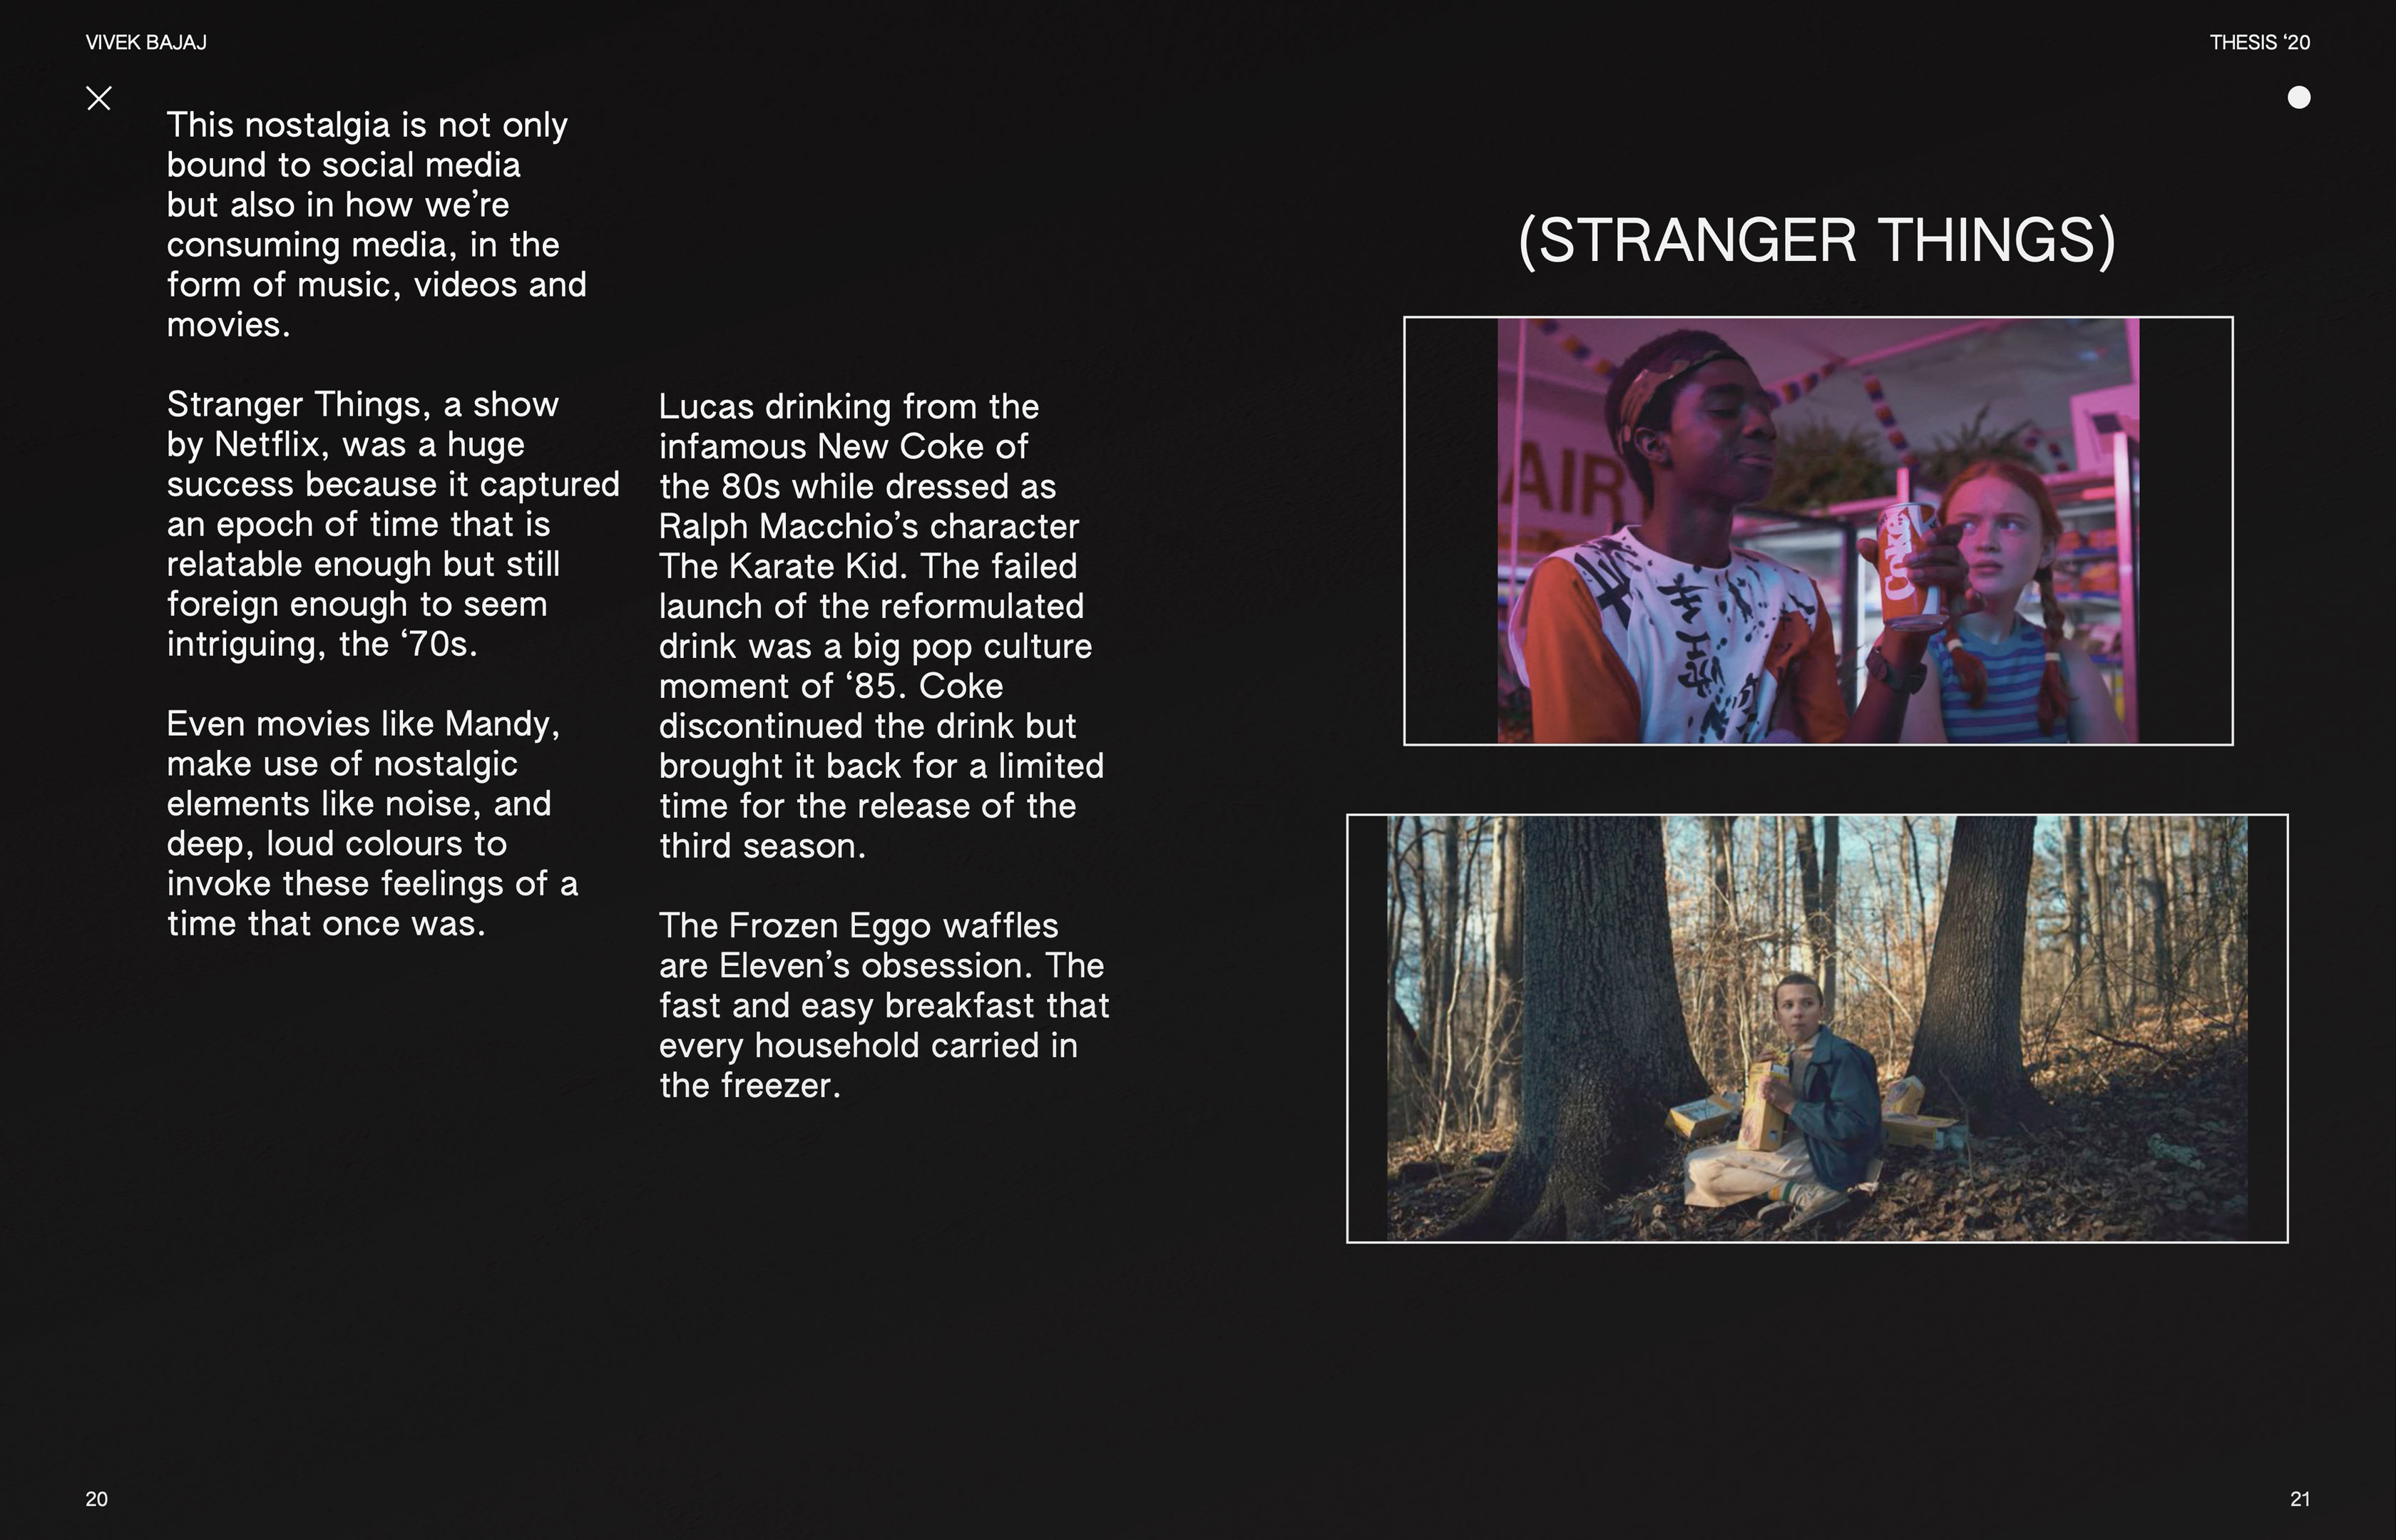 VIVEK BAJAJ
THESIS ‘20
This nostalgia is not only
bound to social media
but also in how we’re
consuming media, in the
form of music, videos and
movies.
Stranger Things, a show
by Netflix, was a huge
success because it captured
an epoch of time that is
relatable enough but still
foreign enough to seem
intriguing, the ‘70s.
Even movies like Mandy,
make use of nostalgic
elements like noise, and
deep, loud colours to
invoke these feelings of a
time that once was.
Lucas drinking from the
infamous New Coke of
the 80s while dressed as
Ralph Macchio’s character
The Karate Kid. The failed
launch of the reformulated
drink was a big pop culture
moment of ‘85. Coke
discontinued the drink but
brought it back for a limited
time for the release of the
third season.
The Frozen Eggo waffles
are Eleven’s obsession. The
fast and easy breakfast that
every household carried in
the freezer.
(STRANGER THINGS)
AIR
Coke
20
21